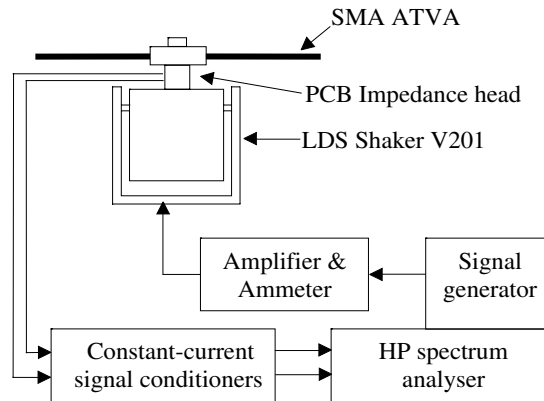 SMA ATVA
PCB Impedance head
LDS Shaker V201
Amplifier &
Ammeter
Signal
generator
Constant-current
signal conditioners
HP spectrum
analyser